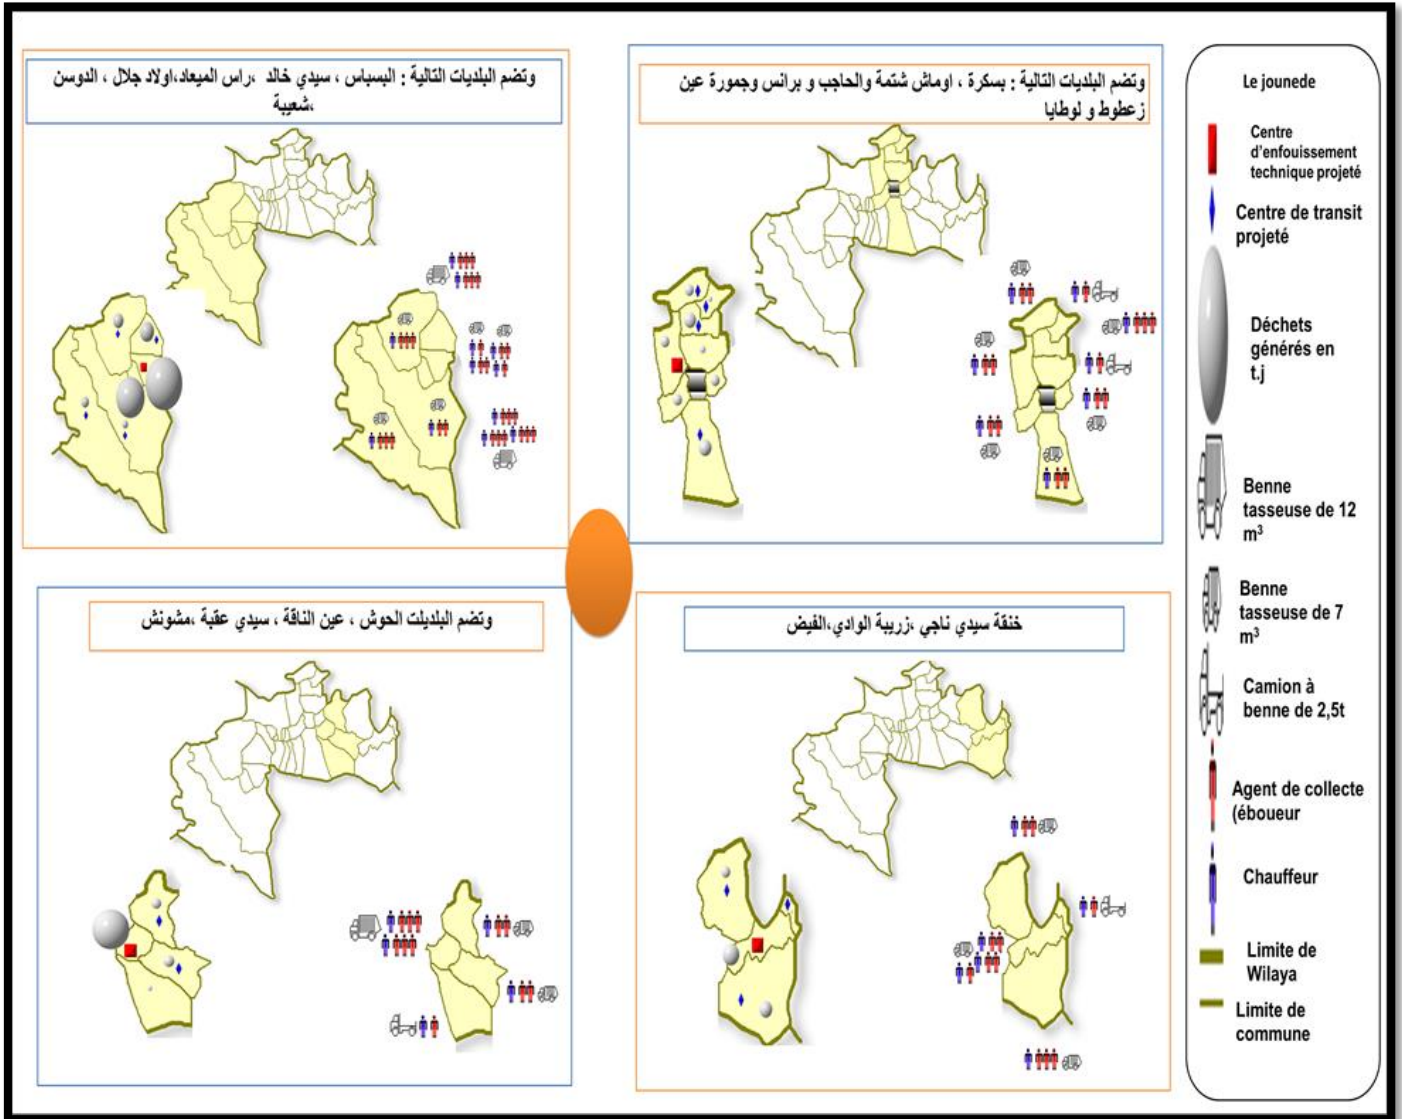 وتضم البلديات التالية : البسباس ، سيدي خالد ،راس الميعاد،اولاد جلال ، الدوسن
،شعيبة
وتضم البلديات التالية : بسكرة ، اوماش شتمة والحاجب و برانس وجمورة عين
زعطوط و لوطايا
وتضم البلديلت الحوش ، عين الناقة ، سيدي عقبة ،مشونش
خنقة سيدي ناجي ،زريبة الوادي،الفيض
Le jounede
Centre
d’enfouissement
technique projeté
Centre de transit
projeté
Déchets
générés en
t.j
Benne
tasseuse de 12
m³
Benne
tasseuse de 7
m³
Camion à
benne de 2,5t
Agent de collecte
(éboueur
Chauffeur
Limite de
Wilaya
Limite de
commune